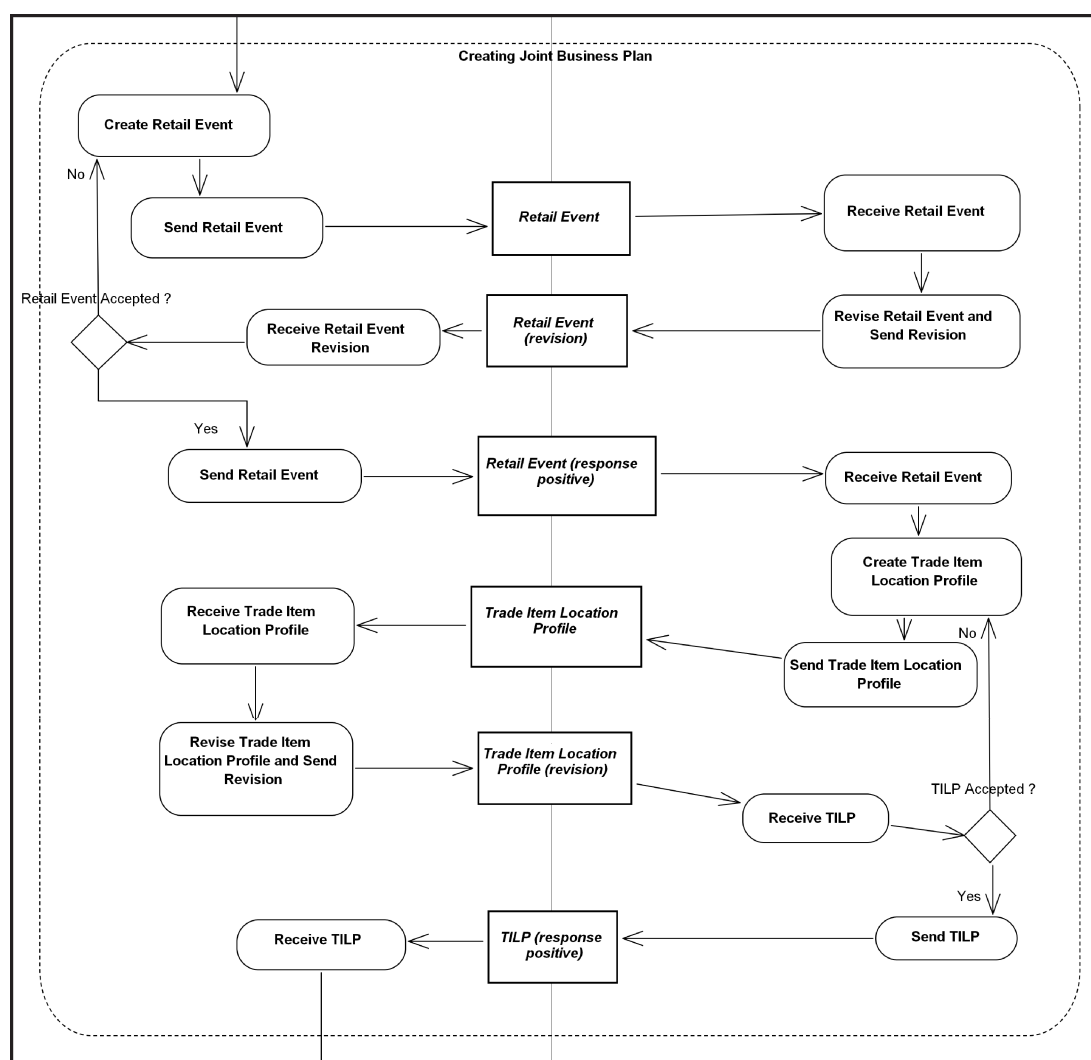 Creating Joint Business Plan
Create Retail Event
No
Send Retail Event
Retail Event
Receive Retail Event
Retail Event Accepted ?
Receive Retail Event
Revision
Retail Event
(revision)
Revise Retail Event and
Send Revision
Yes
Send Retail Event
Retail Event (response
positive)
Receive Retail Event
Create Trade Item
Location Profile
Receive Trade Item
Location Profile
Trade Item Location
Profile
No
Send Trade Item Location
Profile
Revise Trade Item
Location Profile and Send
Revision
Trade Item Location
Profile (revision)
TILP Accepted ?
Receive TILP
Yes
Receive TILP
TILP (response
positive)
Send TILP